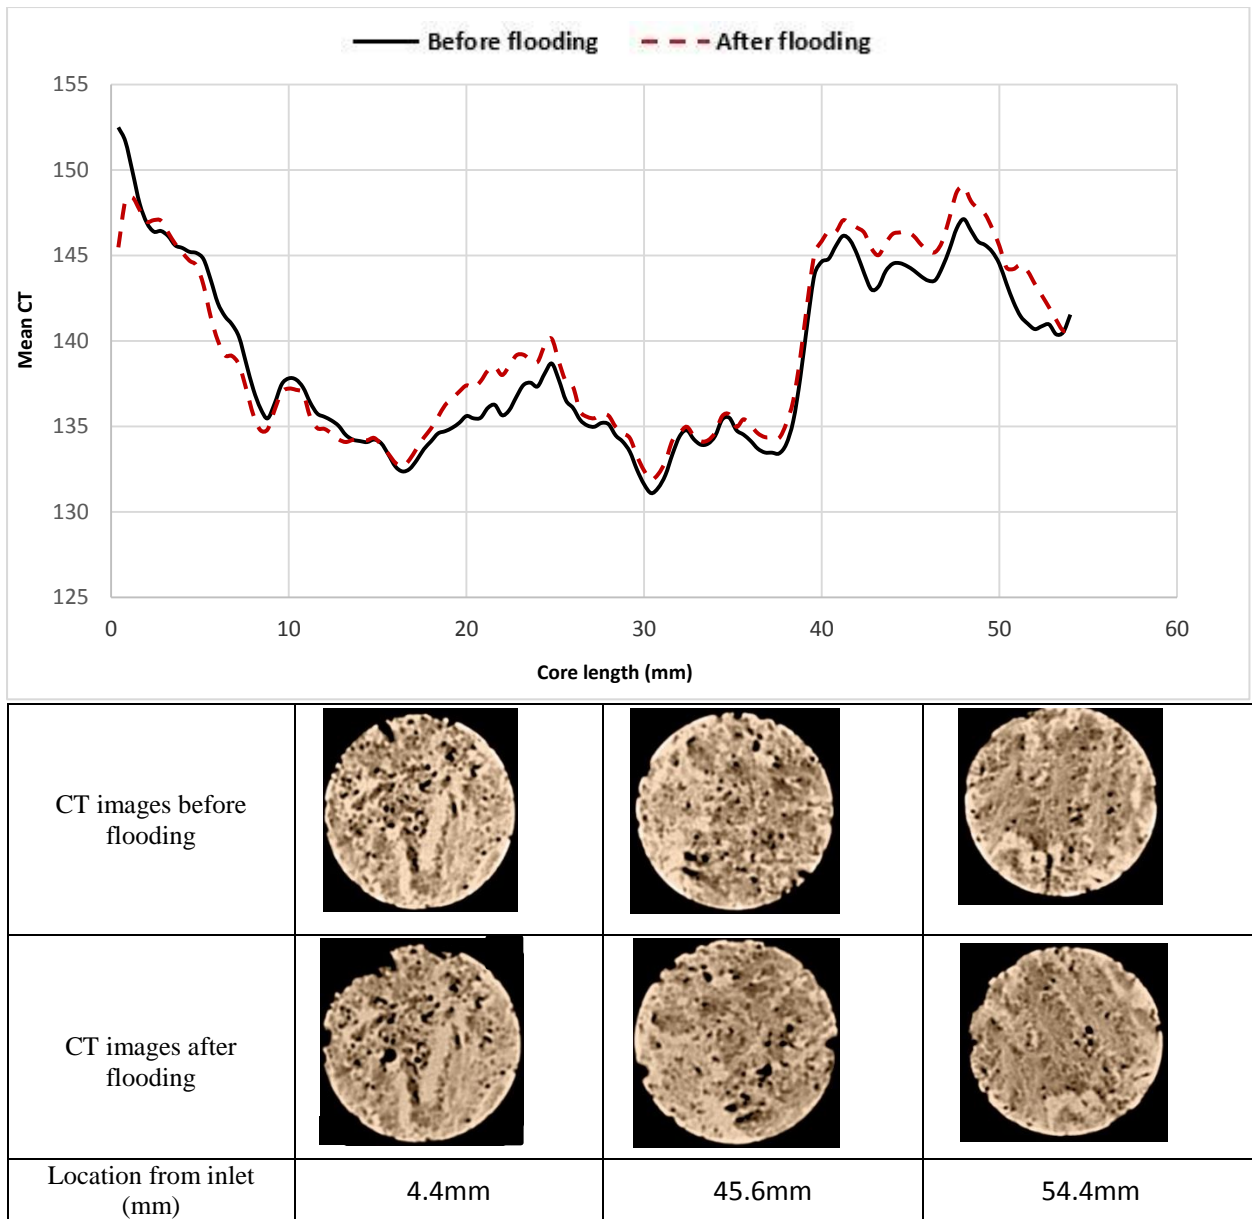 Before flooding After flooding
155
150
145
140
135
130
125
Mean CT
0 10 20 30 40 50 60
Core length (mm)
CT images before
flooding
CT images after
flooding
Location from inlet
(mm)
4.4mm
45.6mm
54.4mm